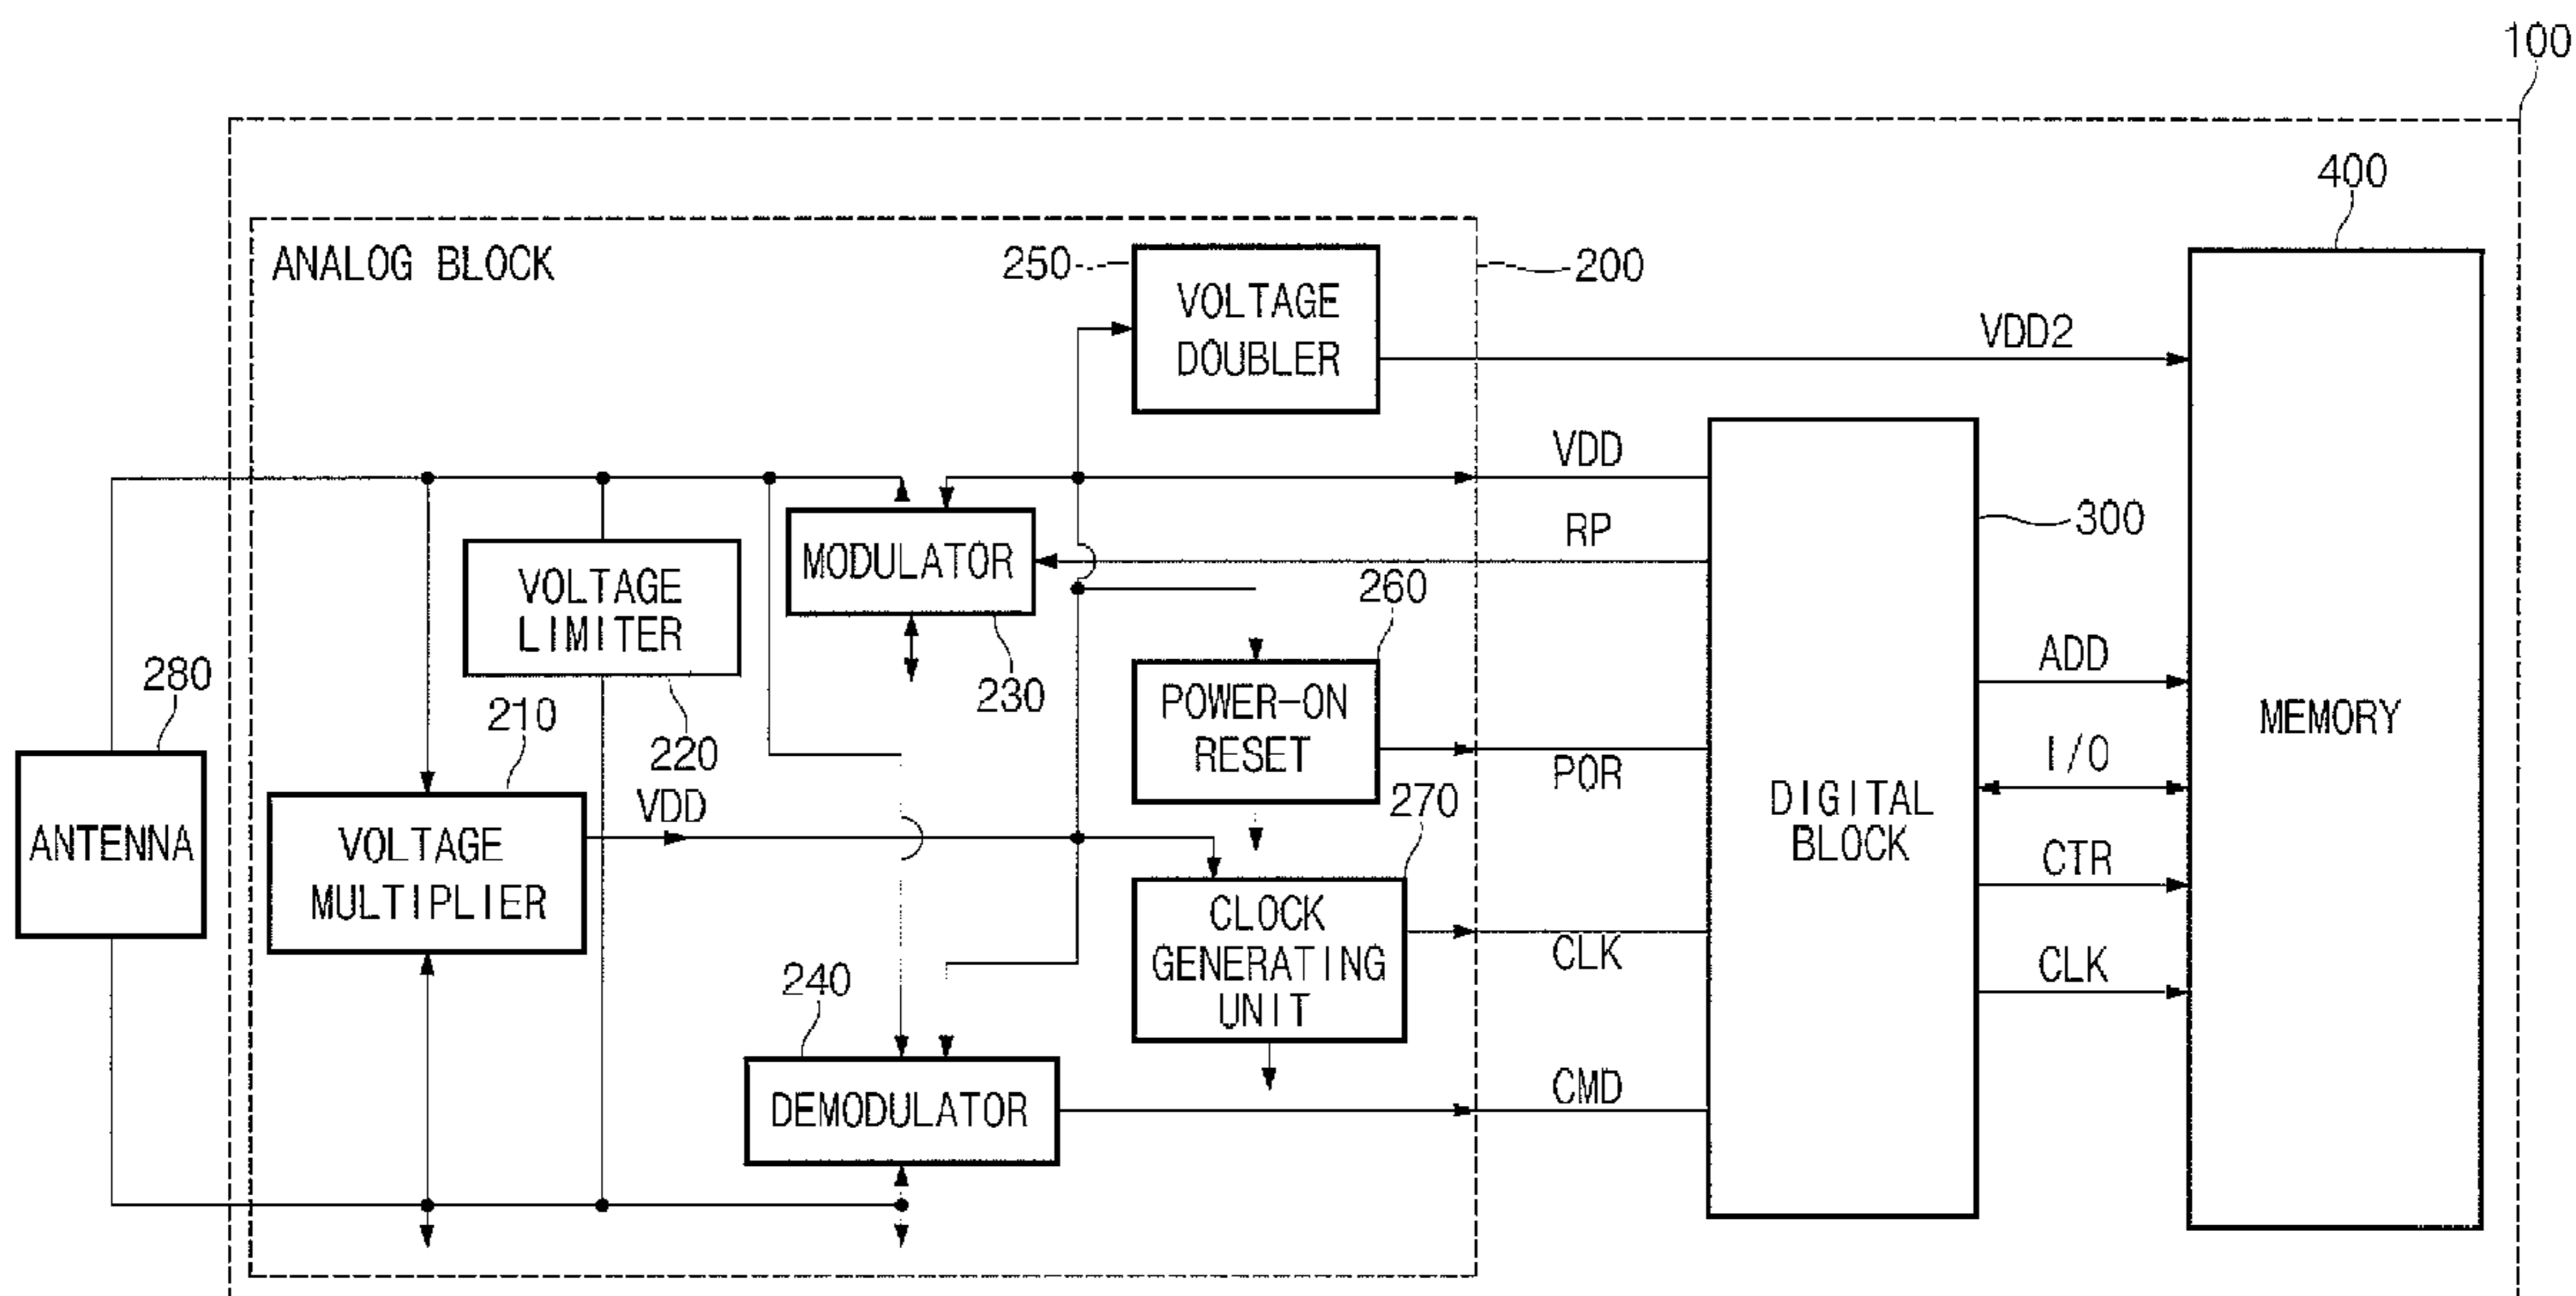 100
400
ANALOG BLOCK
250
200
VOLTAGE
DOUBLER
VDD2
VDD
300
RP
MODULATOR
260
VOLTAGE
LIMITER
280
230
ADD
210
POWER-ON
RESET
MEMORY
220
POR
I/O
270
VDD
DIGITAL
BLOCK
ANTENNA
VOLTAGE
MULTIPLIER
CTR
CLOCK
GENERATING
UNIT
CLK
CLK
240
CMD
DEMODULATOR